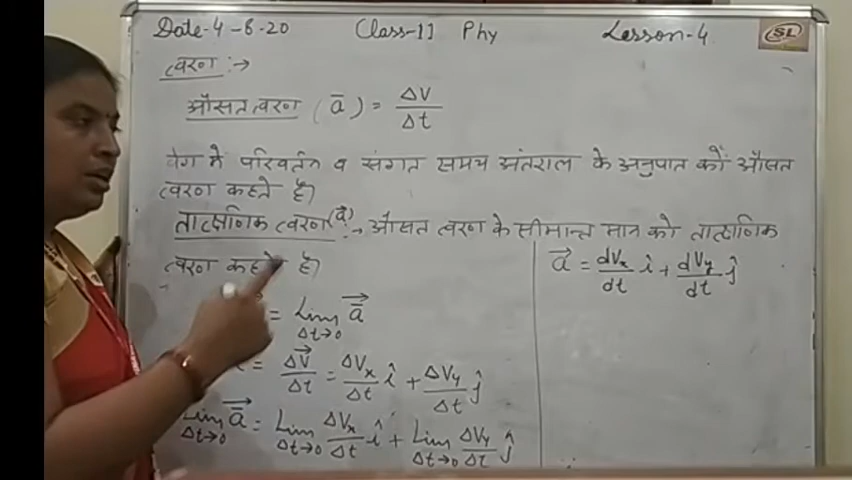 Date-4-8-20 Class-11 Phy Lesson-4 SL
त्वरण :→
औसत त्वरण (ā) = ΔV/Δt
वेग में परिवर्तन व संगत समय अंतराल के अनुपात को औसत
त्वरण कहते है।
तात्क्षणिक त्वरण (a⃗) :→ औसत त्वरण के सीमान्त मान को तात्क्षणिक
त्वरण कहते है।
= Lim Δt→0 ā⃗
= ΔV⃗/Δt = ΔVx/Δt î + ΔVy/Δt ĵ
Lim Δt→0 ā⃗ = Lim Δt→0 ΔVx/Δt î + Lim Δt→0 ΔVy/Δt ĵ
a⃗ = dVx/dt î + dVy/dt ĵ